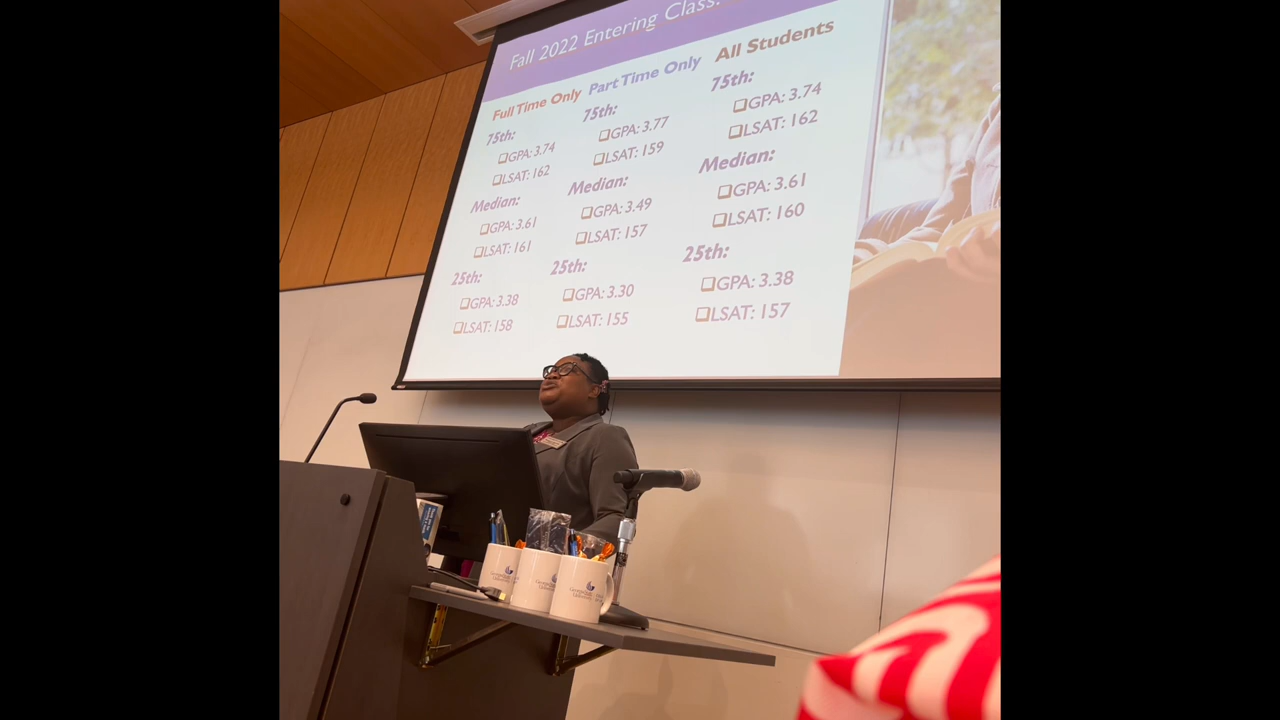 Fall 2022 Entering Class:
Full Time Only
75th:
❑GPA: 3.74
❑LSAT: 162
Median:
❑GPA: 3.61
❑LSAT: 161
25th:
❑GPA: 3.38
❑LSAT: 158
Part Time Only
75th:
❑GPA: 3.77
❑LSAT: 159
Median:
❑GPA: 3.49
❑LSAT: 157
25th:
❑GPA: 3.30
❑LSAT: 155
All Students
75th:
❑GPA: 3.74
❑LSAT: 162
Median:
❑GPA: 3.61
❑LSAT: 160
25th:
❑GPA: 3.38
❑LSAT: 157